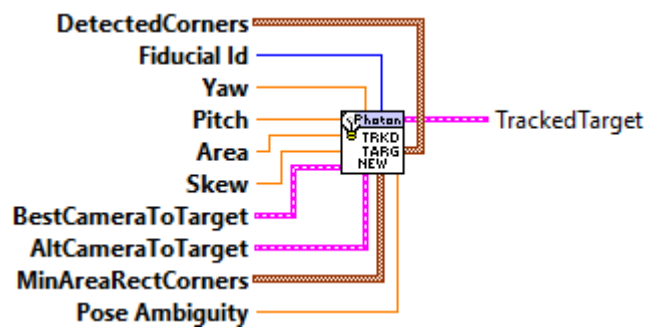 DetectedCorners
Fiducial Id
Yaw
Pitch
Area
Skew
BestCameraToTarget
AltCameraToTarget
MinAreaRectCorners
Pose Ambiguity
Photon
TRKD
TARG
NEW
TrackedTarget